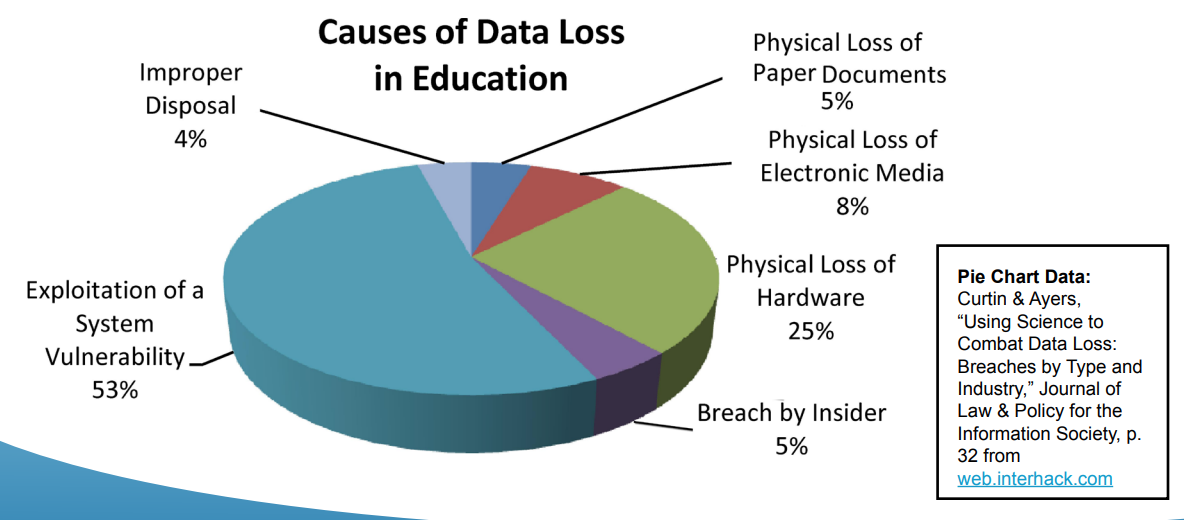 Causes of Data Loss
in Education
Improper
Disposal
4%
Physical Loss of
Paper Documents
5%
Physical Loss of
Electronic Media
8%
Physical Loss of
Hardware
25%
Exploitation of a
System
Vulnerability
53%
Breach by Insider
5%
Pie Chart Data:
Curtin & Ayers,
“Using Science to
Combat Data Loss:
Breaches by Type and
Industry,” Journal of
Law & Policy for the
Information Society, p.
32 from
web.interhack.com